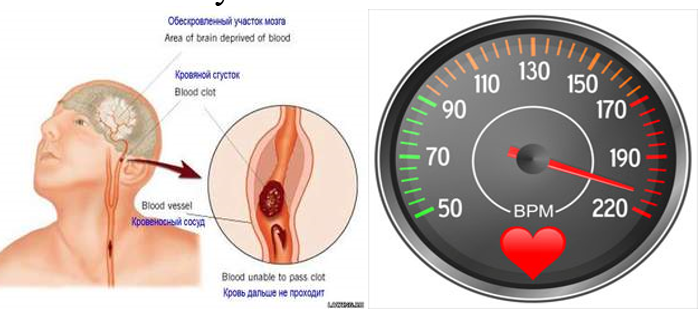 Обескровленный участок мозга
Area of brain deprived of blood
Кровяной сгусток
Blood clot
Blood vessel
Кровеносный сосуд
Blood unable to pass clot
Кровь дальше не проходит
50
70
90
110
130
150
170
190
220
BPM